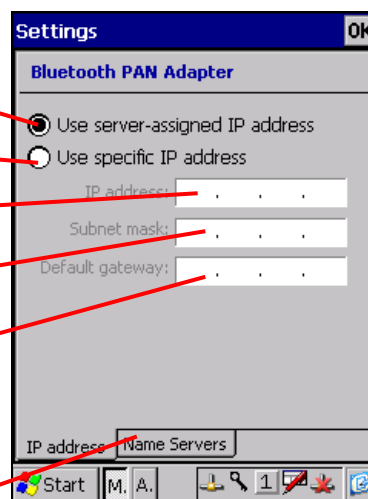 Settings OK
Bluetooth PAN Adapter
Use server-assigned IP address
Use specific IP address
IP address: . . .
Subnet mask: . . .
Default gateway: . . .
IP address Name Servers
Start M. A. 1